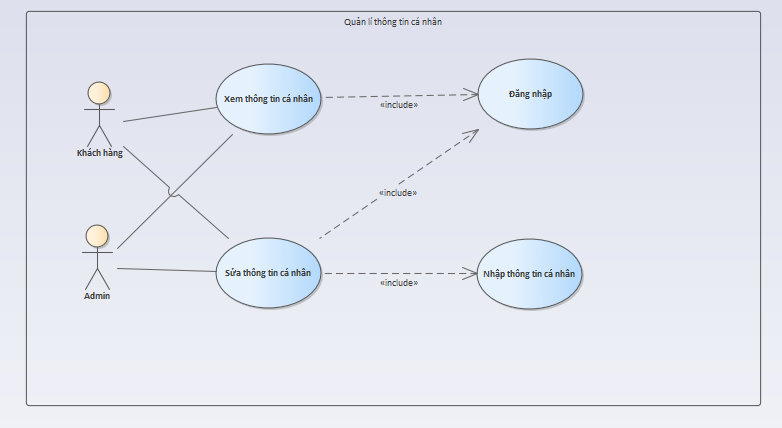 Quản lí thông tin cá nhân
Xem thông tin cá nhân
Đăng nhập
«include»
Khách hàng
«include»
Admin
Sửa thông tin cá nhân
Nhập thông tin cá nhân
«include»